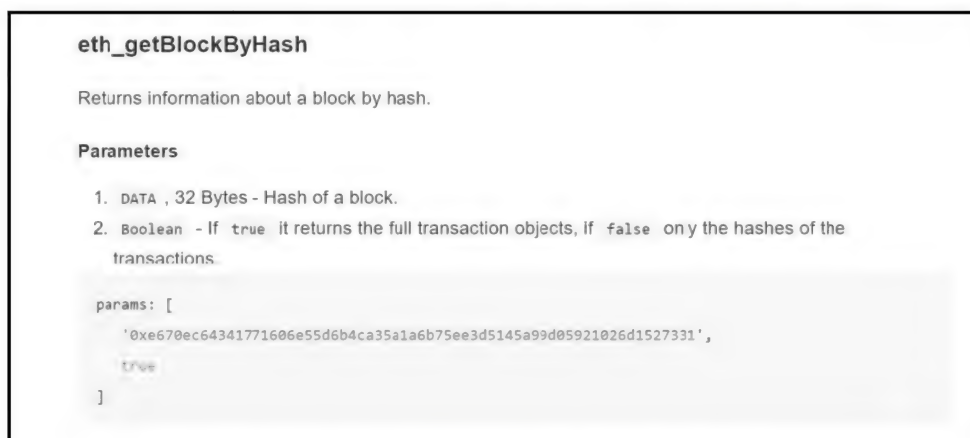 eth_getBlockByHash
Returns information about a block by hash.
Parameters
1. DATA , 32 Bytes - Hash of a block.
2. Boolean - If true it returns the full transaction objects, if false on y the hashes of the
transactions.
params: [
'0xe670ec64341771606e55d6b4ca35a1a6b75ee3d5145a99d05921026d1527331',
true
]